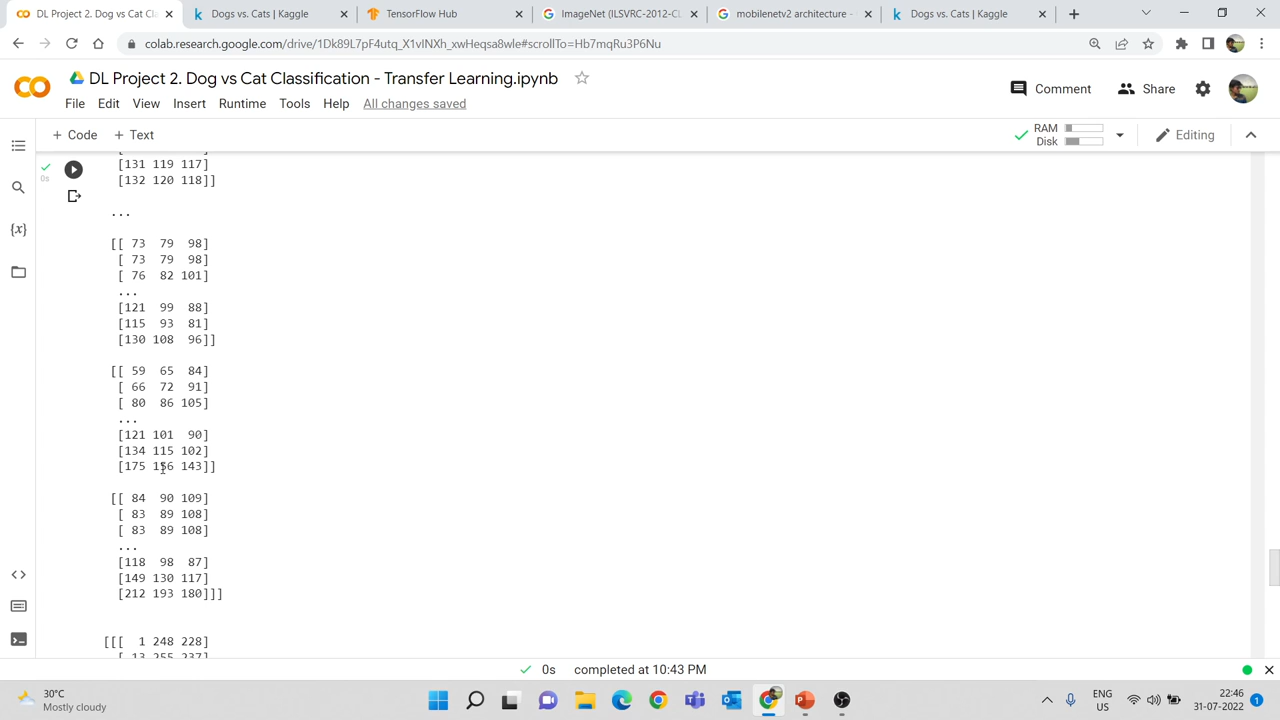 DL Project 2. Dog vs Cat Cl
Dogs vs. Cats | Kaggle
TensorFlow Hub
ImageNet (ILSVRC-2012-CL
mobilenetv2 architecture -
Dogs vs. Cats | Kaggle
colab.research.google.com/drive/1Dk89L7pF4utq_X1vINXh_xwHeqsa8wle#scrollTo=Hb7mqRu3P6Nu
DL Project 2. Dog vs Cat Classification - Transfer Learning.ipynb
Comment
Share
File Edit View Insert Runtime Tools Help All changes saved
+ Code + Text
RAM
Disk
Editing
0s
[131 119 117]
[132 120 118]]
...
[[ 73 79 98]
[ 73 79 98]
[ 76 82 101]
...
[121 99 88]
[115 93 81]
[130 108 96]]
[[ 59 65 84]
[ 66 72 91]
[ 80 86 105]
...
[121 101 90]
[134 115 102]
[175 156 143]]
[[ 84 90 109]
[ 83 89 108]
[ 83 89 108]
...
[118 98 87]
[149 130 117]
[212 193 180]]]
[[[ 1 248 228]
[ 13 255 237]
{x}
0s completed at 10:43 PM
30°C
Mostly cloudy
ENG
US
22:46
31-07-2022
1